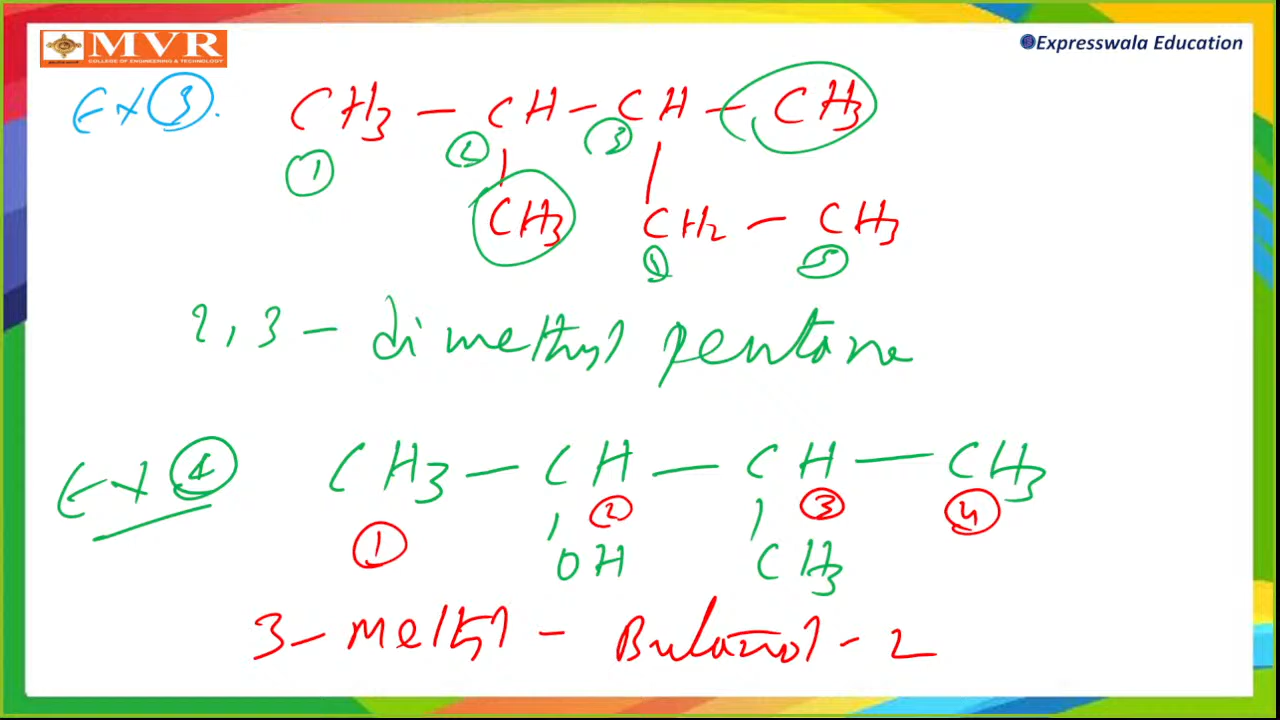 MVR
COLLEGE OF ENGINEERING & TECHNOLOGY
Expresswala Education
Ex 3.
CH3 - CH - CH - CH3
1 2 3
CH3 CH2 - CH3
4 5
2,3 - dimethyl pentane
Ex 4
CH3 - CH - CH - CH3
1 2 3 4
OH CH3
3 - methyl - Butanol - 2